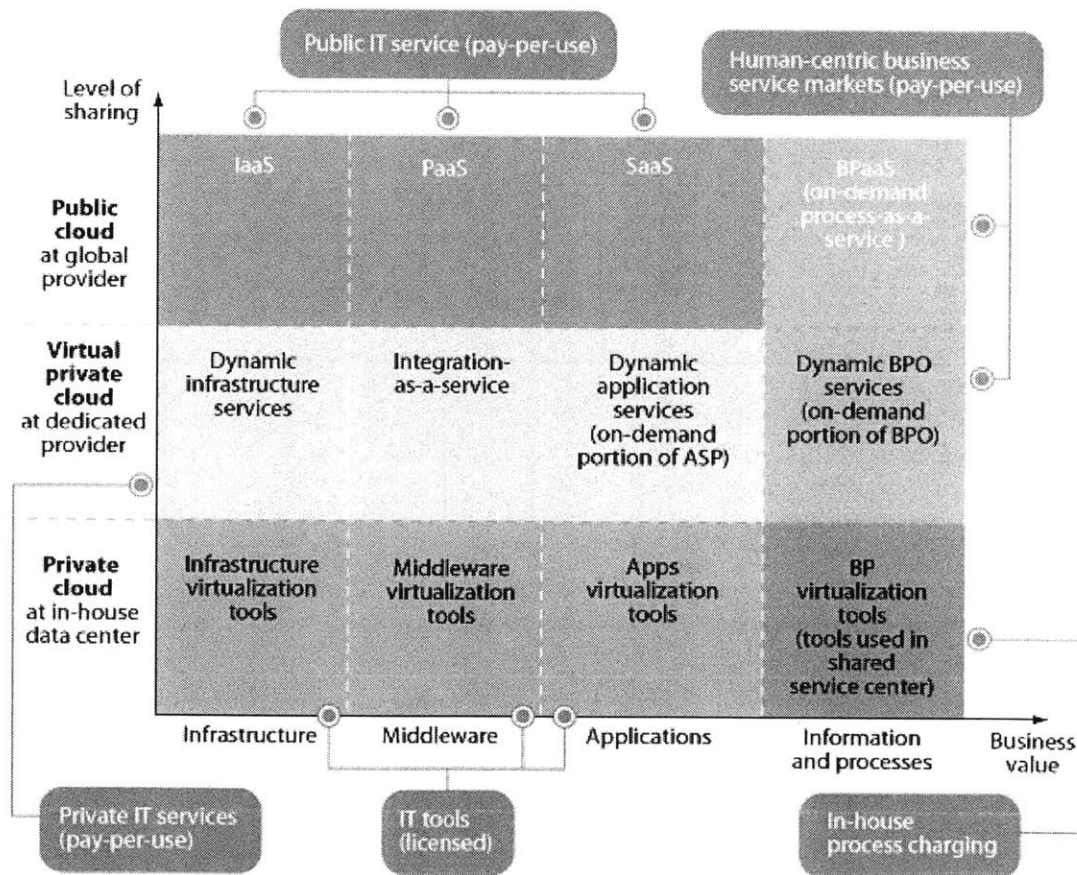 Public IT service (pay-per-use)
Human-centric business
service markets (pay-per-use)
Level of
sharing
IaaS
PaaS
SaaS
BPaaS
(on-demand
process-as-a-
service )
Public
cloud
at global
provider
Virtual
private
cloud
at dedicated
provider
Dynamic
infrastructure
services
Integration-
as-a-service
Dynamic
application
services
(on-demand
portion of ASP)
Dynamic BPO
services
(on-demand
portion of BPO)
Private
cloud
at in-house
data center
Infrastructure
virtualization
tools
Middleware
virtualization
tools
Apps
virtualization
tools
BP
virtualization
tools
(tools used in
shared
service center)
Infrastructure
Middleware
Applications
Information
and processes
Business
value
Private IT services
(pay-per-use)
IT tools
(licensed)
In-house
process charging